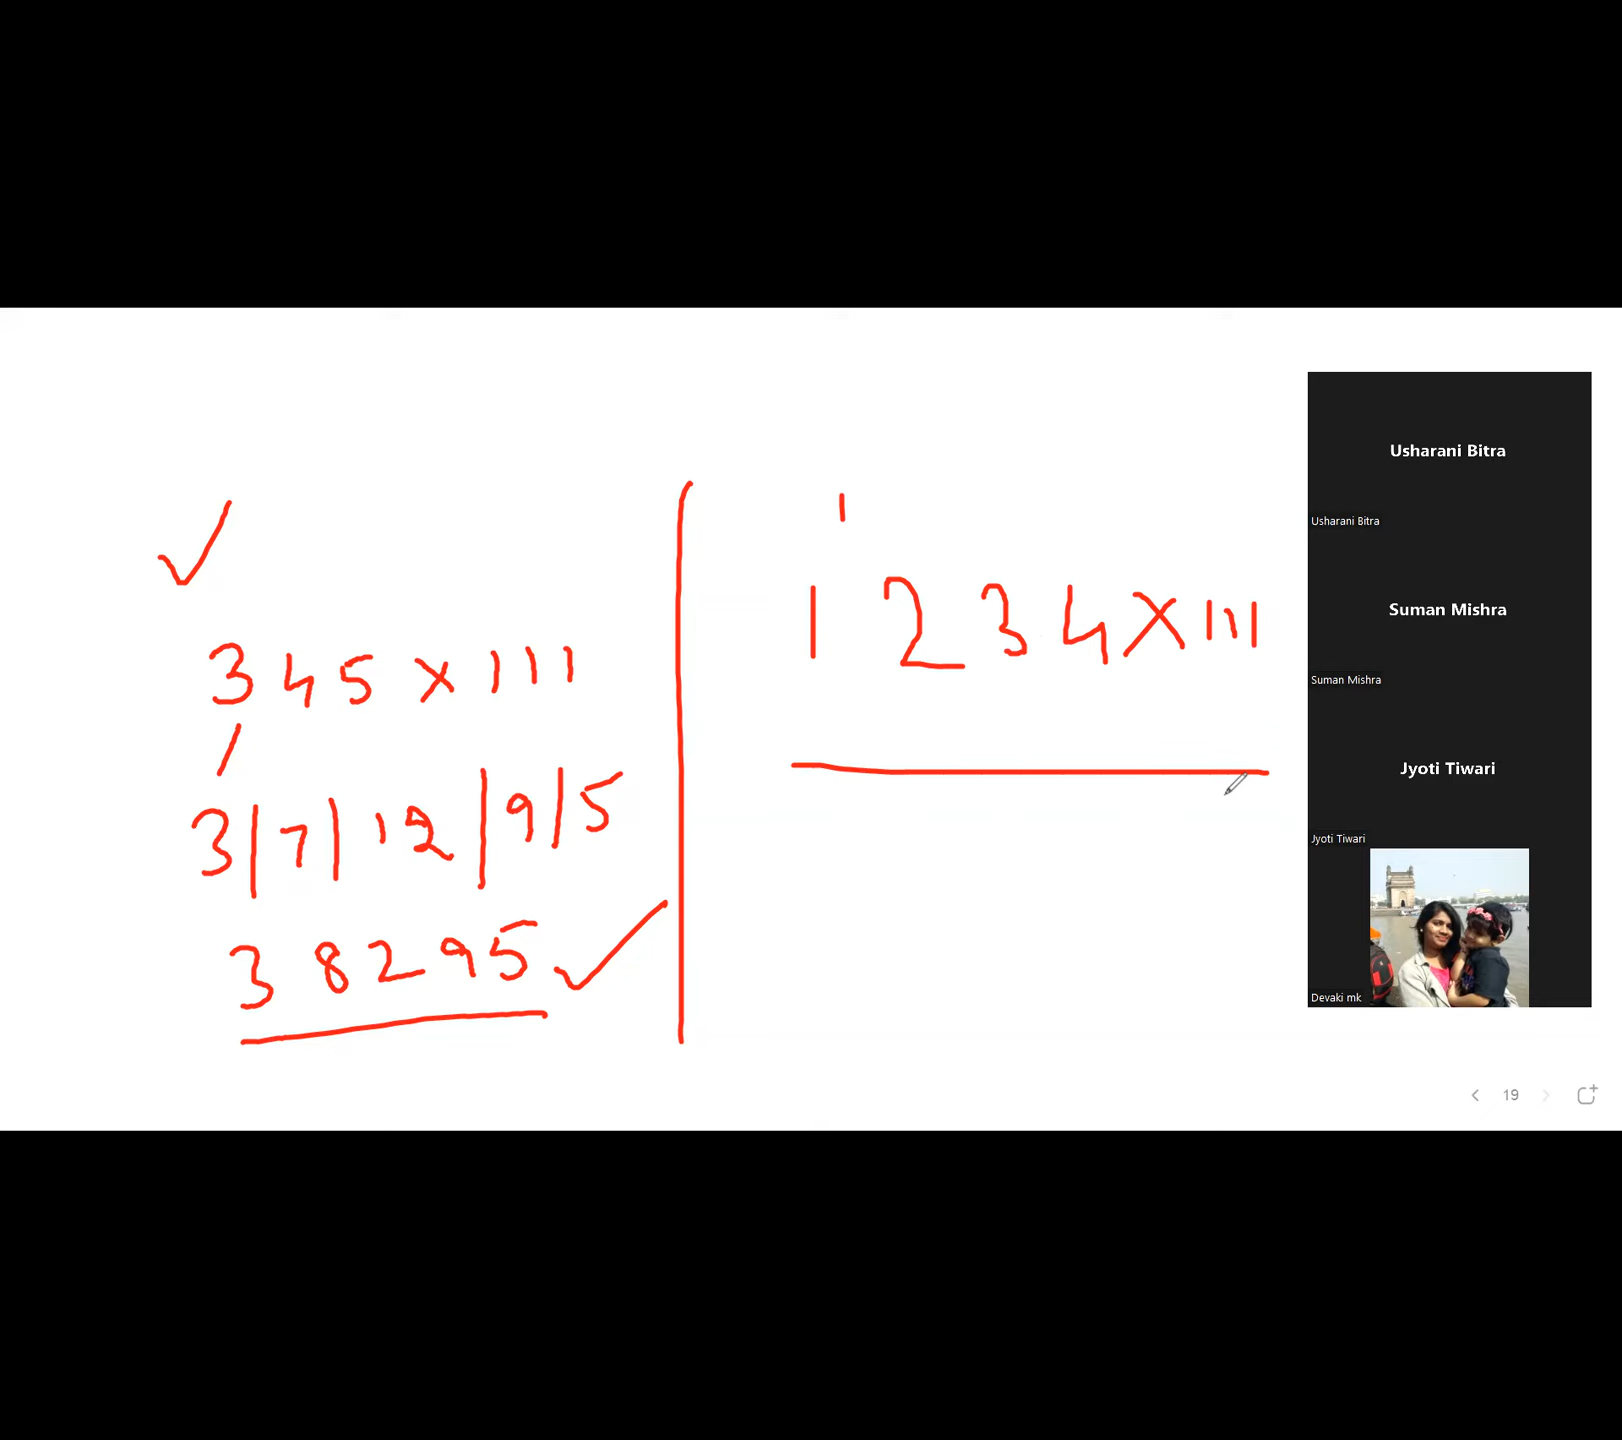 345 x 111
3/7/12/9/5
38295
1
1234 x 111
Usharani Bitra
Usharani Bitra
Suman Mishra
Suman Mishra
Jyoti Tiwari
Jyoti Tiwari
Devaki mk
19